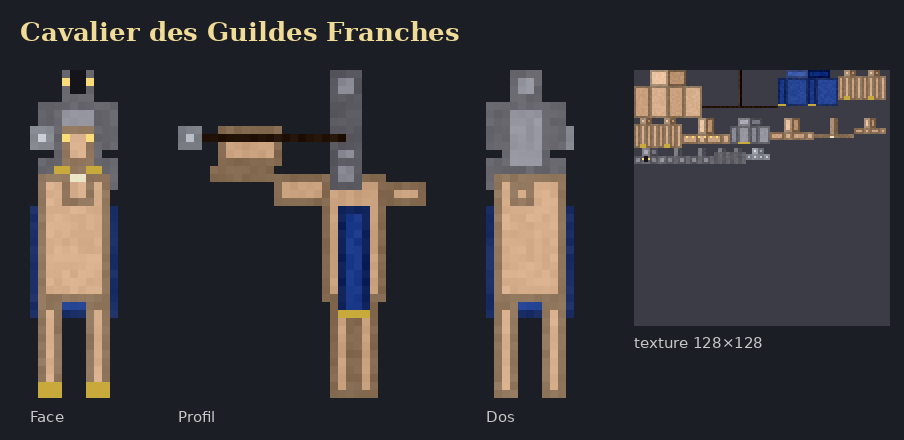 Cavalier des Guildes Franches
texture 128×128
Face
Profil
Dos